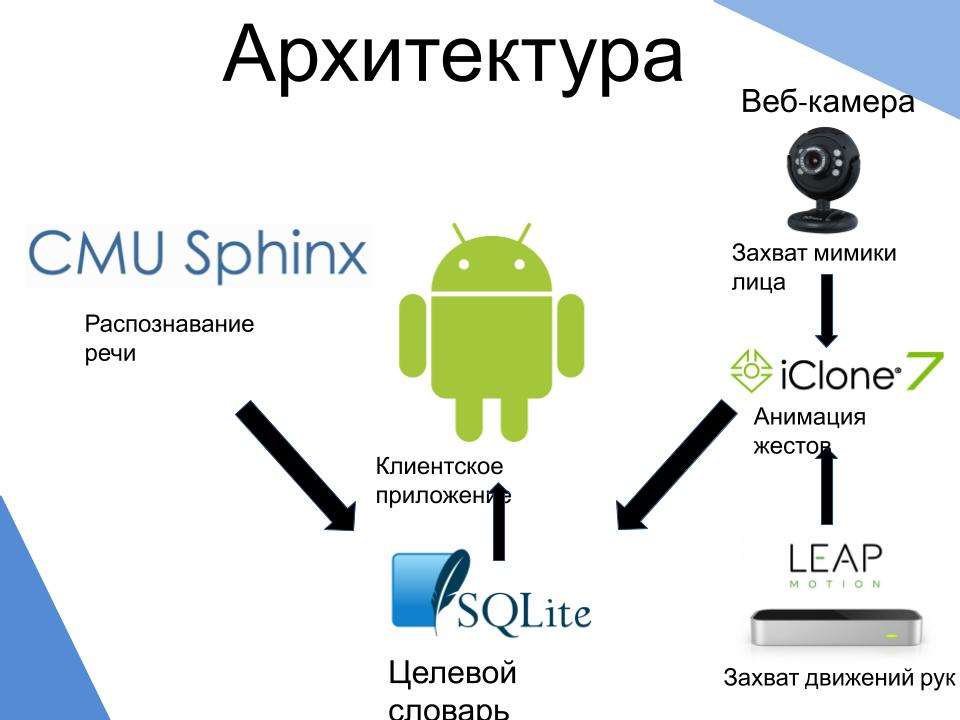 Архитектура
Веб-камера
Захват мимики
лица
CMU Sphinx
Распознавание
речи
iClone® 7
Анимация
жестов
Клиентское
приложение
LEAP
MOTION
SQLite
Захват движений рук
Целевой
словарь